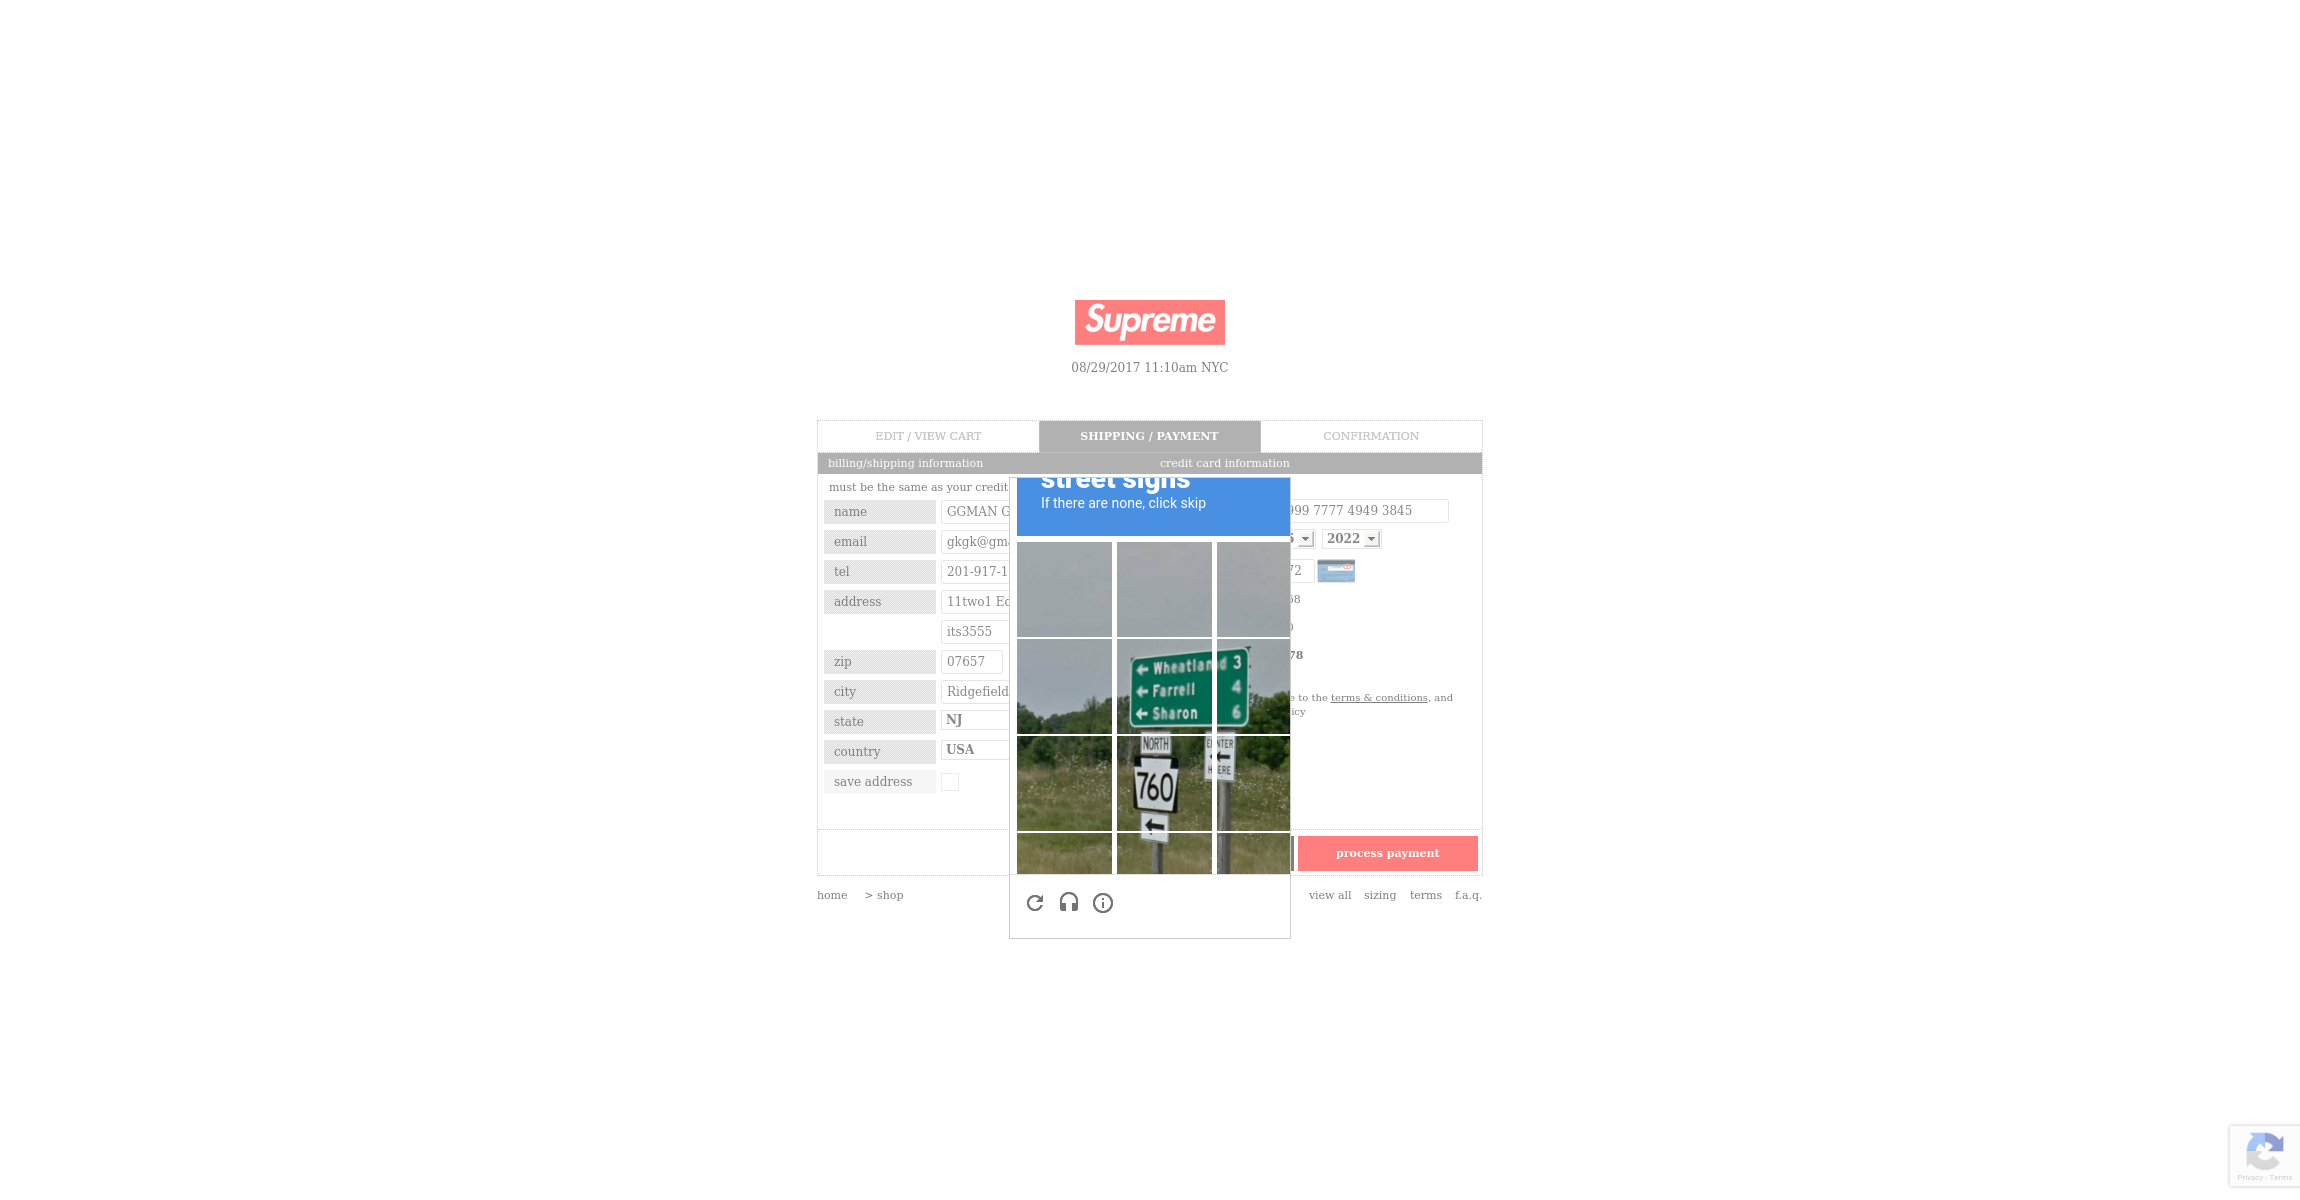 Supreme
08/29/2017 11:10am NYC
EDIT / VIEW CART
SHIPPING / PAYMENT
CONFIRMATION
billing/shipping information
credit card information
must be the same as your credit
street signs
If there are none, click skip
name
GGMAN G
999 7777 4949 3845
email
gkgk@gm
2022
tel
201-917-1
72
address
11two1 Ed
68
its3555
zip
07657
78
city
Ridgefield
e to the terms & conditions, and
icy
state
NJ
country
USA
save address
Wheatland 3
Farrell 4
Sharon 6
NORTH
760
ENTER
HERE
process payment
home
> shop
view all
sizing
terms
f.a.q.
Privacy - Terms